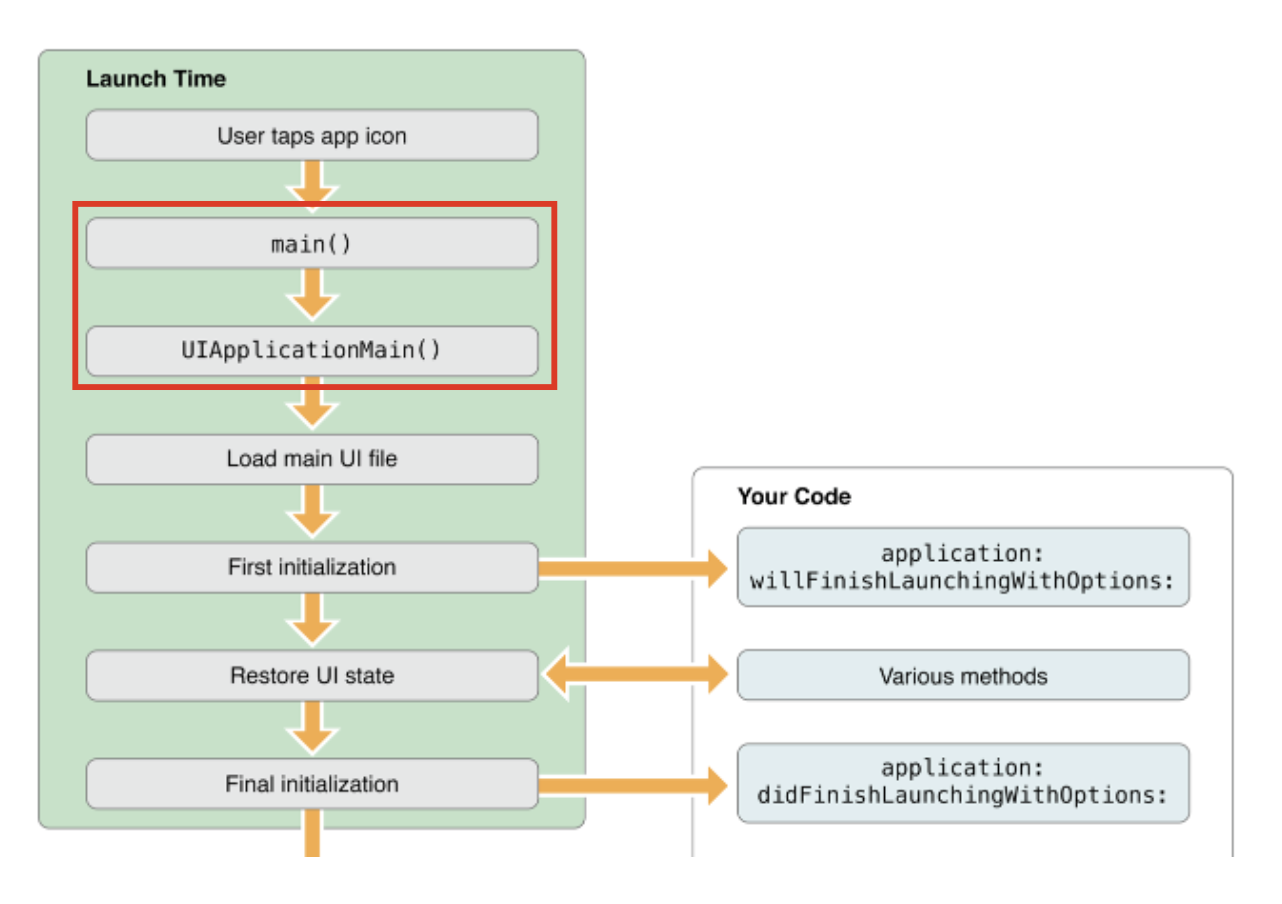 Launch Time
User taps app icon
main()
UIApplicationMain()
Load main UI file
First initialization
Restore UI state
Final initialization
Your Code
application:
willFinishLaunchingWithOptions:
Various methods
application:
didFinishLaunchingWithOptions: